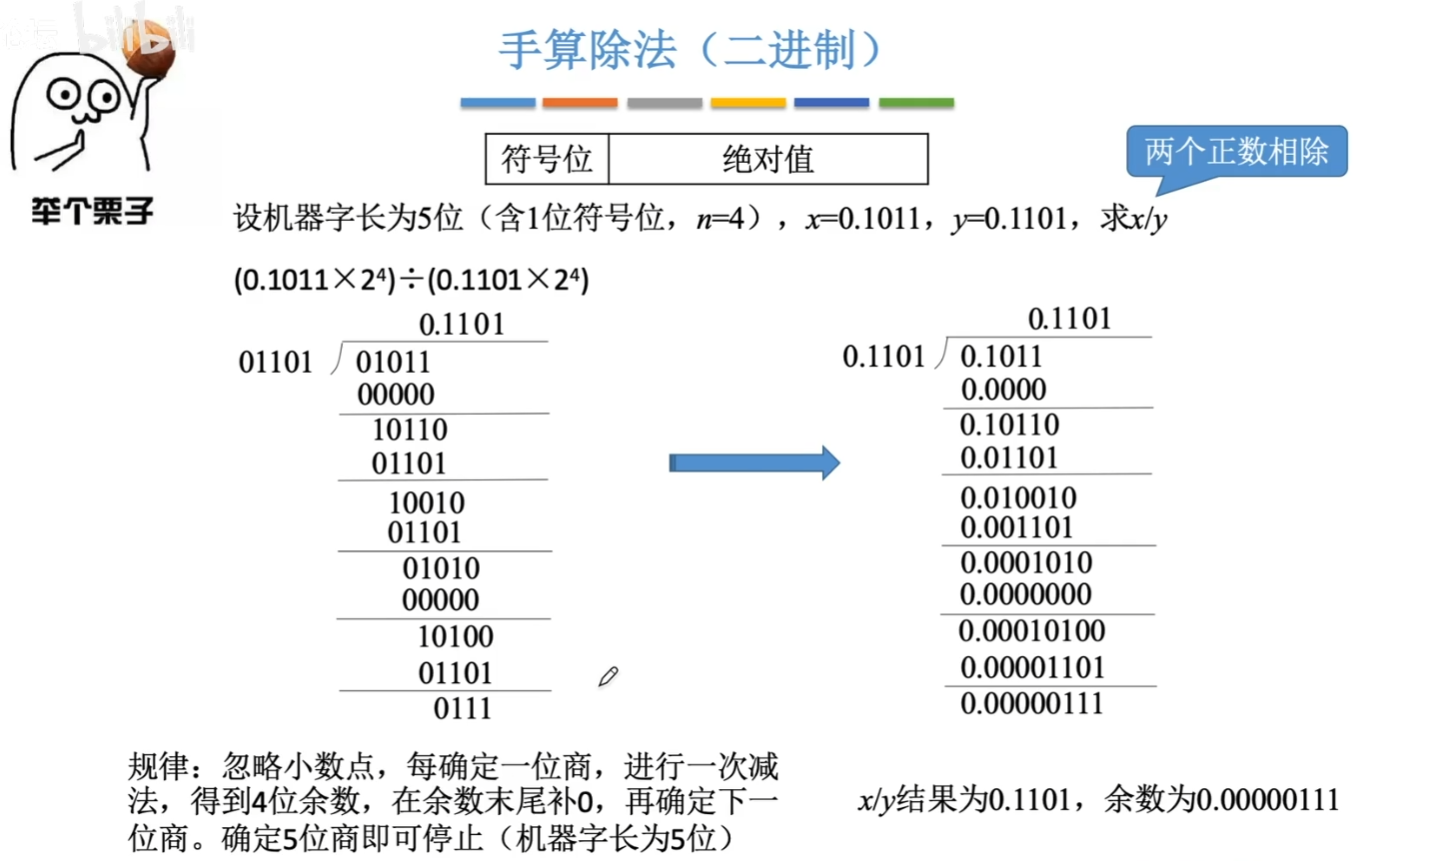 bilibili
手算除法（二进制）
符号位 绝对值
两个正数相除
举个栗子
设机器字长为5位（含1位符号位，n=4），x=0.1011，y=0.1101，求x/y
(0.1011×2⁴)÷(0.1101×2⁴)
0.1101
01101 01011
00000
10110
01101
10010
01101
01010
00000
10100
01101
0111
0.1101
0.1101 0.1011
0.0000
0.10110
0.01101
0.010010
0.001101
0.0001010
0.0000000
0.00010100
0.00001101
0.00000111
规律：忽略小数点，每确定一位商，进行一次减
法，得到4位余数，在余数末尾补0，再确定下一
位商。确定5位商即可停止（机器字长为5位）
x/y结果为0.1101，余数为0.00000111